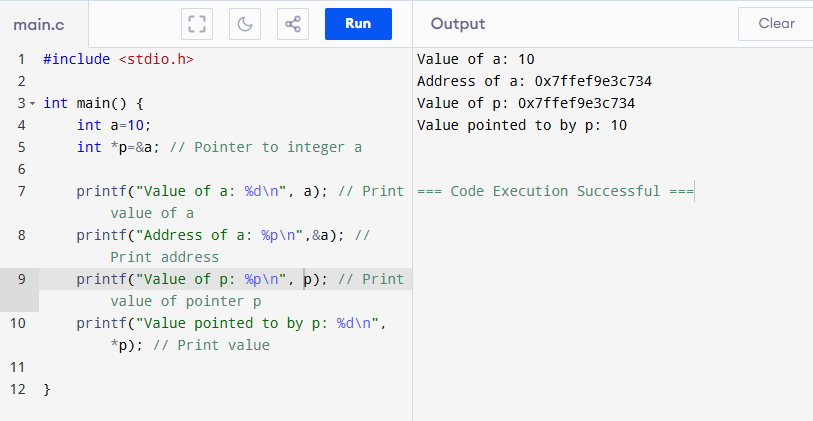 main.c
Run
Output
Clear
1 #include <stdio.h>
2
3 int main() {
4     int a=10;
5     int *p=&a; // Pointer to integer a
6
7     printf("Value of a: %d\n", a); // Print
        value of a
8     printf("Address of a: %p\n",&a); //
        Print address
9     printf("Value of p: %p\n", p); // Print
        value of pointer p
10     printf("Value pointed to by p: %d\n",
        *p); // Print value
11
12 }
Value of a: 10
Address of a: 0x7ffef9e3c734
Value of p: 0x7ffef9e3c734
Value pointed to by p: 10
=== Code Execution Successful ===